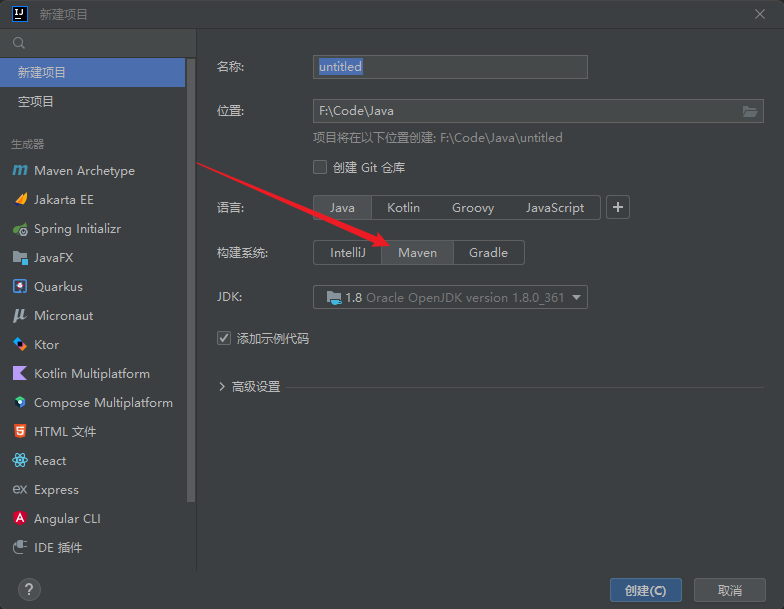 新建项目
新建项目
空项目
生成器
Maven Archetype
Jakarta EE
Spring Initializr
JavaFX
Quarkus
Micronaut
Ktor
Kotlin Multiplatform
Compose Multiplatform
HTML 文件
React
ex Express
Angular CLI
IDE 插件
名称: untitled
位置: F:\Code\Java
项目将在以下位置创建: F:\Code\Java\untitled
创建 Git 仓库
语言: Java Kotlin Groovy JavaScript +
构建系统: IntelliJ Maven Gradle
JDK: 1.8 Oracle OpenJDK version 1.8.0_361
添加示例代码
高级设置
? 创建(C) 取消